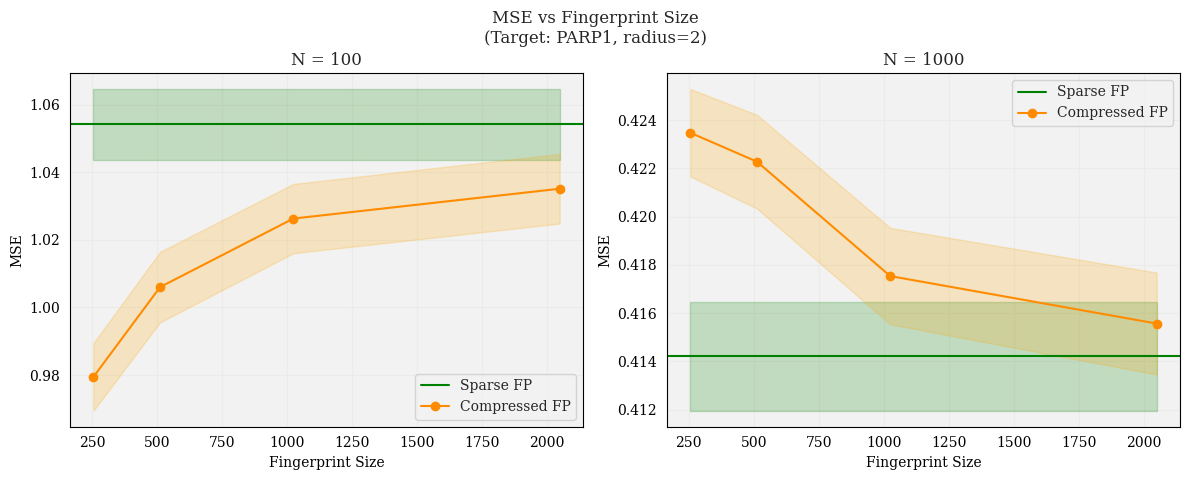 MSE vs Fingerprint Size
(Target: PARP1, radius=2)
N = 100
1.06
1.04
1.02
1.00
0.98
MSE
250 500 750 1000 1250 1500 1750 2000
Fingerprint Size
Sparse FP
Compressed FP
N = 1000
0.424
0.422
0.420
0.418
0.416
0.414
0.412
MSE
250 500 750 1000 1250 1500 1750 2000
Fingerprint Size
Sparse FP
Compressed FP